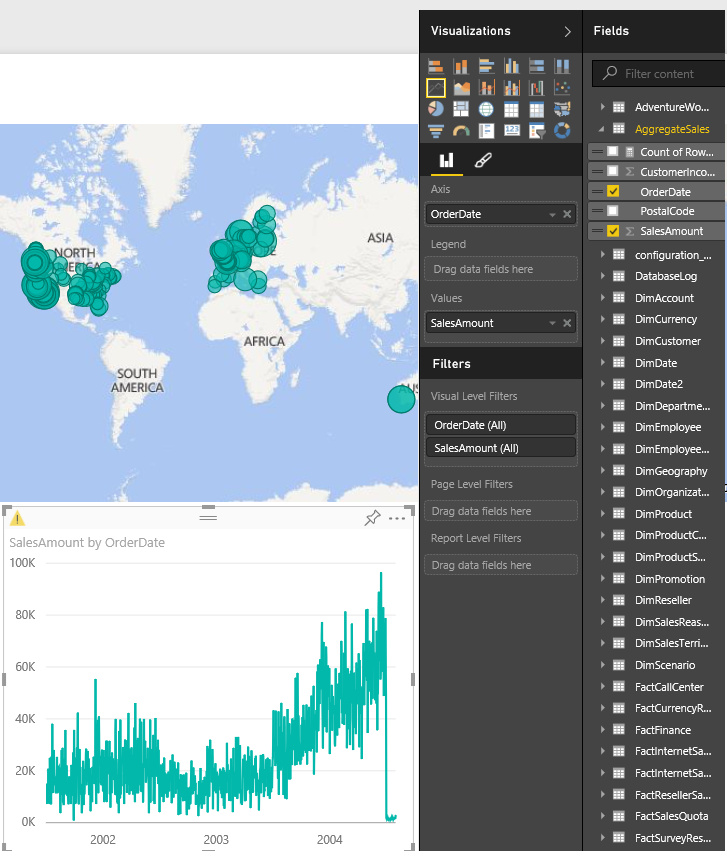 NORTH
AMERICA
ASIA
AFRICA
SOUTH
AMERICA
SalesAmount by OrderDate
100K
80K
60K
40K
20K
0K
2002
2003
2004
Visualizations
Axis
OrderDate
Legend
Drag data fields here
Values
SalesAmount
Filters
Visual Level Filters
OrderDate (All)
SalesAmount (All)
Page Level Filters
Drag data fields here
Report Level Filters
Drag data fields here
Fields
Filter content
AdventureWo...
AggregateSales
Count of Row...
CustomerInco...
OrderDate
PostalCode
SalesAmount
configuration_...
DatabaseLog
DimAccount
DimCurrency
DimCustomer
DimDate
DimDate2
DimDepartme...
DimEmployee
DimEmployee...
DimGeography
DimOrganizat...
DimProduct
DimProductC...
DimProductS...
DimPromotion
DimReseller
DimSalesReas...
DimSalesTerri...
DimScenario
FactCallCenter
FactCurrencyR...
FactFinance
FactInternetSa...
FactInternetSa...
FactResellerSa...
FactSalesQuota
FactSurveyRes...